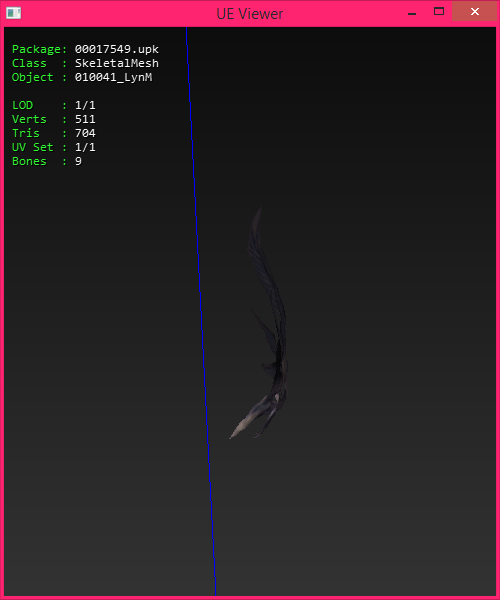 UE Viewer
Package: 00017549.upk
Class : SkeletalMesh
Object : 010041_LynM
LOD : 1/1
Verts : 511
Tris : 704
UV Set : 1/1
Bones : 9